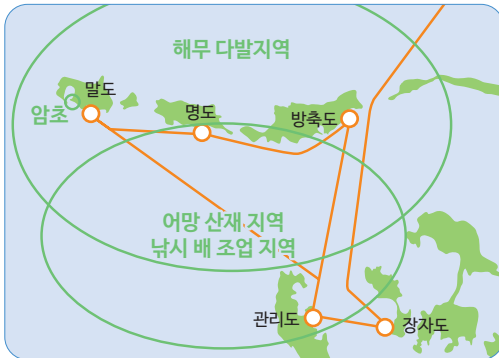 해무 다발지역
말도
암초
명도
방축도
어망 산재 지역
낚시 배 조업 지역
관리도
장자도